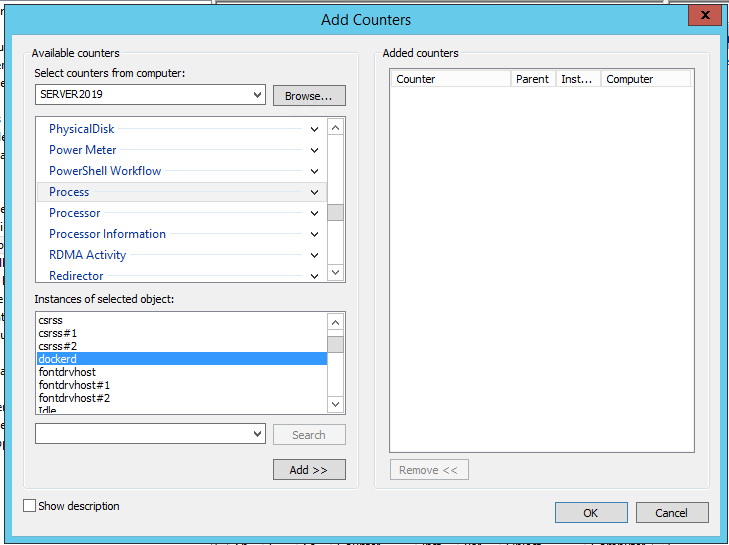 Add Counters
X
Available counters
Select counters from computer:
SERVER2019
Browse...
PhysicalDisk
Power Meter
PowerShell Workflow
Process
Processor
Processor Information
RDMA Activity
Redirector
Instances of selected object:
csrss
csrss#1
csrss#2
dockerd
fontdrvhost
fontdrvhost#1
fontdrvhost#2
Idle
Search
Add >>
Show description
Added counters
Counter Parent Inst... Computer
Remove <<
OK Cancel